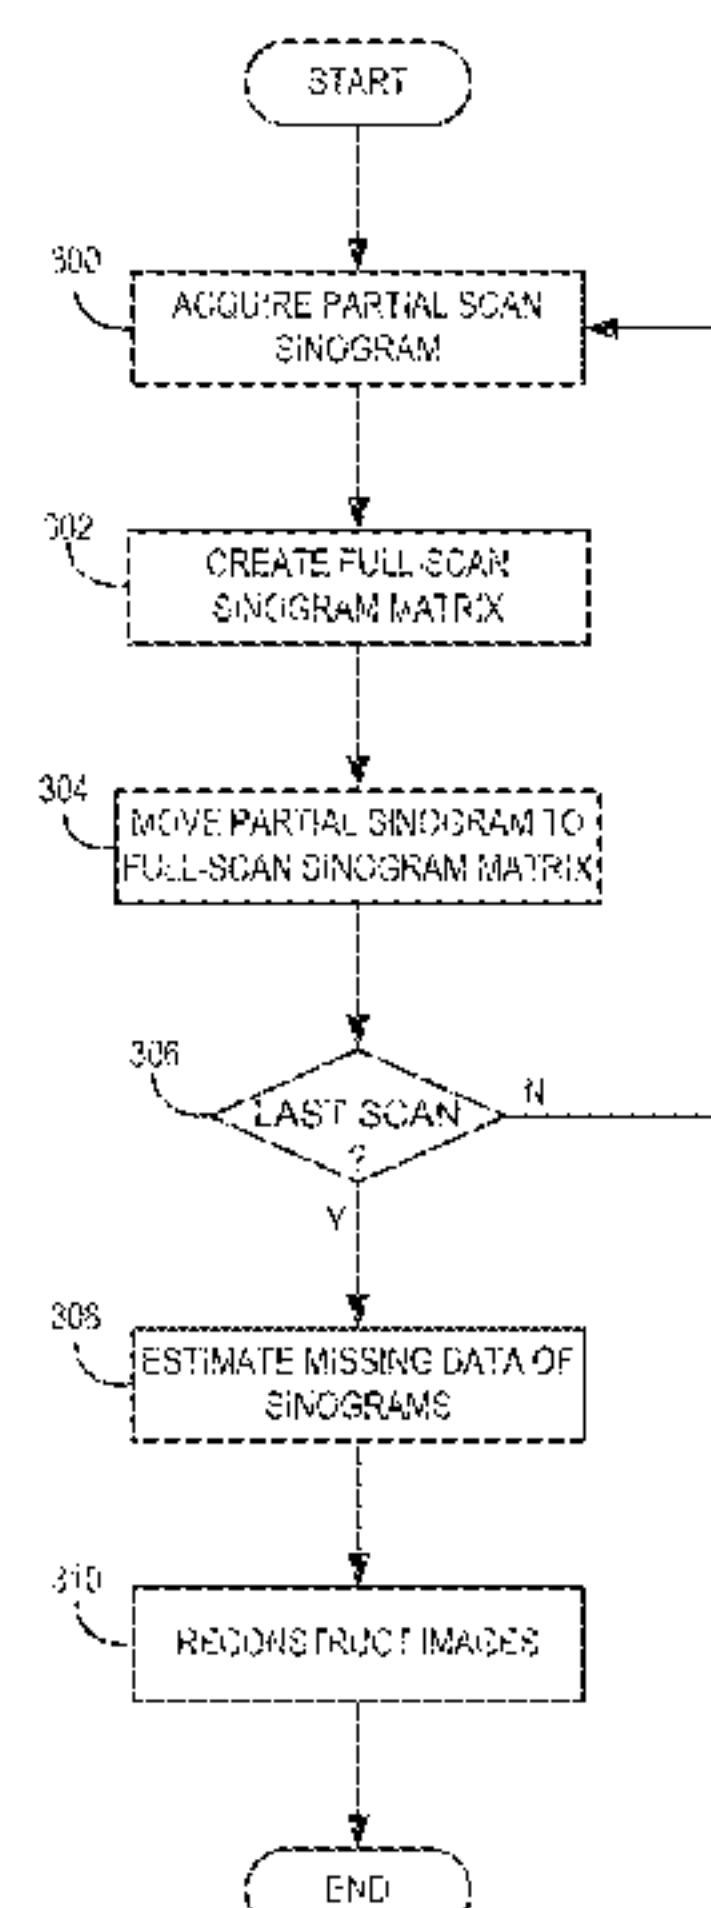 START
300
ACQUIRE PARTIAL SCAN
SINOGRAM
302
CREATE FULL-SCAN
SINOGRAM MATRIX
304
MOVE PARTIAL SINOGRAM TO
FULL-SCAN SINOGRAM MATRIX
306
LAST SCAN
?
N
Y
308
ESTIMATE MISSING DATA OF
SINOGRAMS
310
RECONSTRUCT IMAGES
END